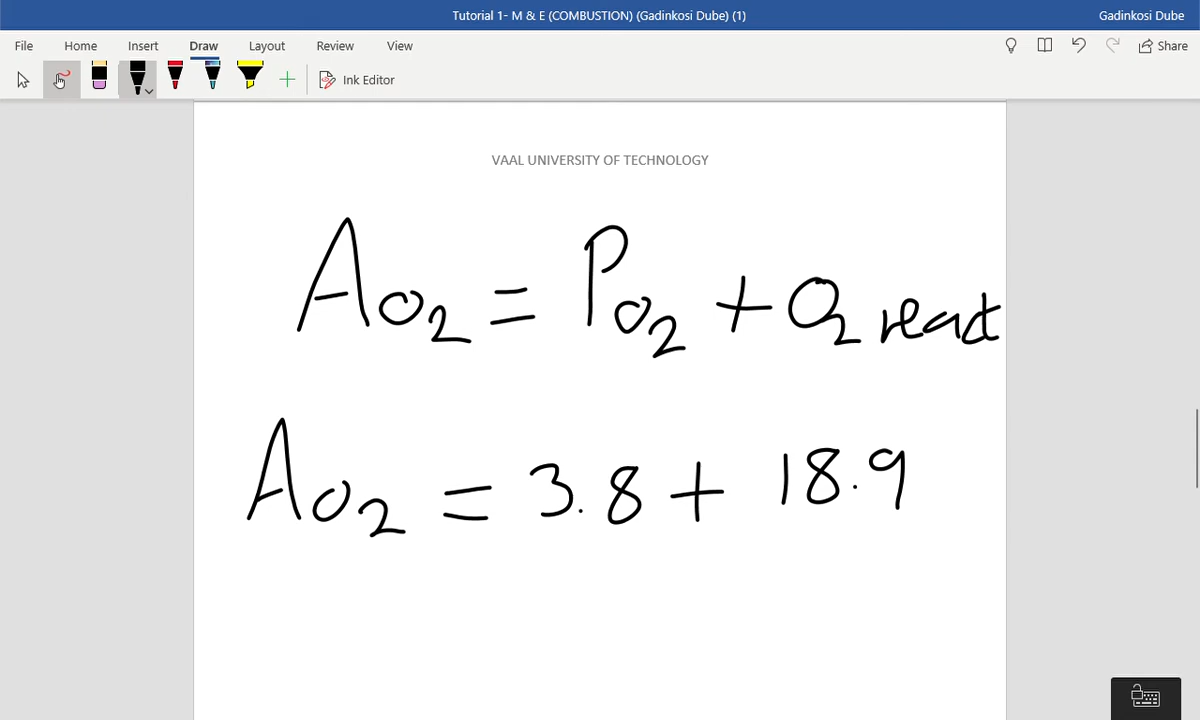 Tutorial 1- M & E (COMBUSTION) (Gadinkosi Dube) (1) Gadinkosi Dube
File Home Insert Draw Layout Review View Share
Ink Editor
VAAL UNIVERSITY OF TECHNOLOGY
AO2 = PO2 + O2 react
AO2 = 3.8 + 18.9